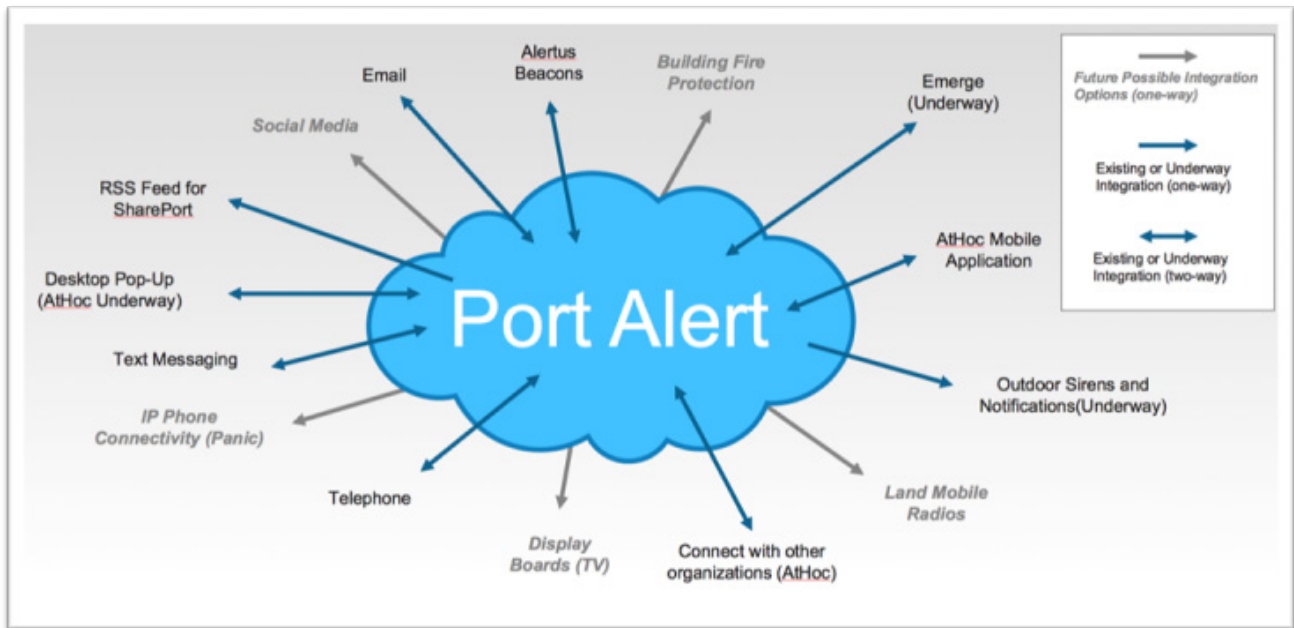 Alertus
Beacons
Email
Building Fire
Protection
Emerge
(Underway)
Social Media
RSS Feed for
SharePort
AtHoc Mobile
Application
Desktop Pop-Up
(AtHoc Underway)
Port Alert
Text Messaging
IP Phone
Connectivity (Panic)
Outdoor Sirens and
Notifications(Underway)
Telephone
Land Mobile
Radios
Display
Boards (TV)
Connect with other
organizations (AtHoc)
Future Possible Integration
Options (one-way)
Existing or Underway
Integration (one-way)
Existing or Underway
Integration (two-way)